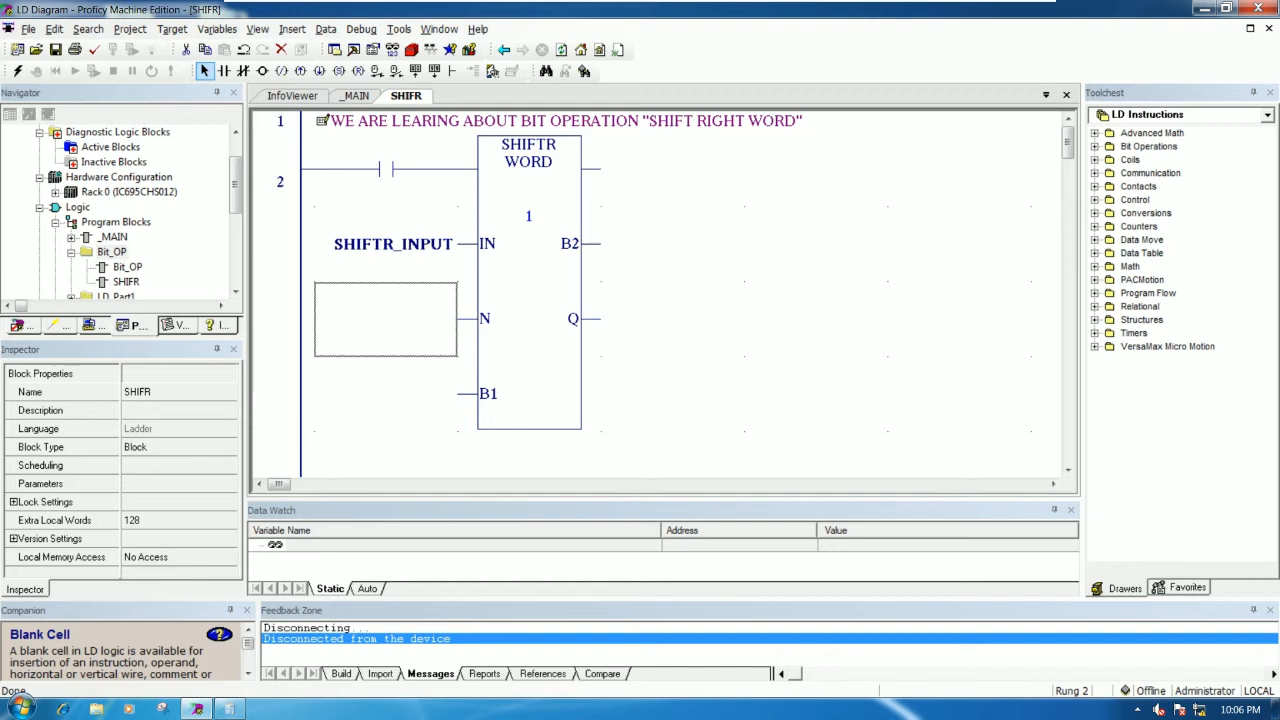 LD Diagram - Proficy Machine Edition - [SHIFR]
File Edit Search Project Target Variables View Insert Data Debug Tools Window Help
Navigator
Diagnostic Logic Blocks
Active Blocks
Inactive Blocks
Hardware Configuration
Rack 0 (IC695CHS012)
Logic
Program Blocks
_MAIN
Bit_OP
Bit_OP
SHIFR
LD_Part1
P...
V...
I...
Inspector
Block Properties
Name SHIFR
Description
Language Ladder
Block Type Block
Scheduling
Parameters
Lock Settings
Extra Local Words 128
Version Settings
Local Memory Access No Access
Inspector
Companion
Blank Cell
A blank cell in LD logic is available for
insertion of an instruction, operand,
horizontal or vertical wire, comment or
InfoViewer _MAIN SHIFR
1 WE ARE LEARING ABOUT BIT OPERATION "SHIFT RIGHT WORD"
2
SHIFTR
WORD
1
SHIFTR_INPUT IN B2
N Q
B1
Data Watch
Variable Name Address Value
Static Auto
Feedback Zone
Disconnecting...
Disconnected from the device
Build Import Messages Reports References Compare
Toolchest
LD Instructions
Advanced Math
Bit Operations
Coils
Communication
Contacts
Control
Conversions
Counters
Data Move
Data Table
Math
PACMotion
Program Flow
Relational
Structures
Timers
VersaMax Micro Motion
Drawers Favorites
Done
Rung 2 Offline Administrator LOCAL
10:06 PM